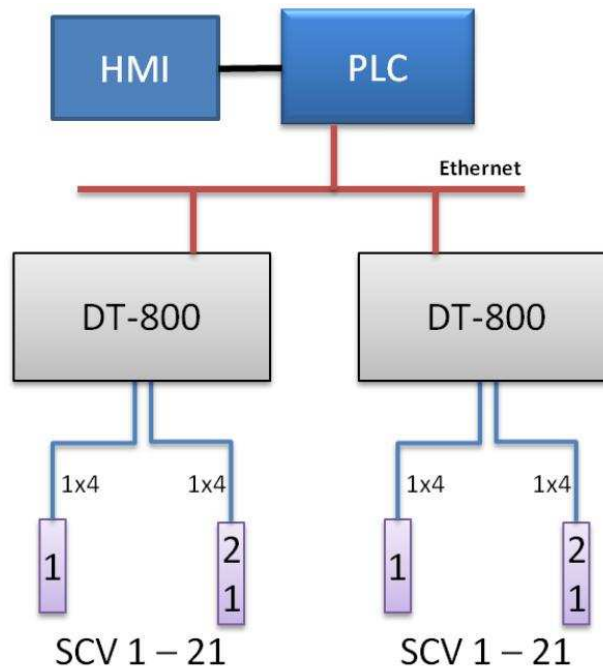 HMI
PLC
Ethernet
DT-800
DT-800
1x4
1x4
1x4
1x4
1
2
1
1
2
1
SCV 1 – 21
SCV 1 – 21